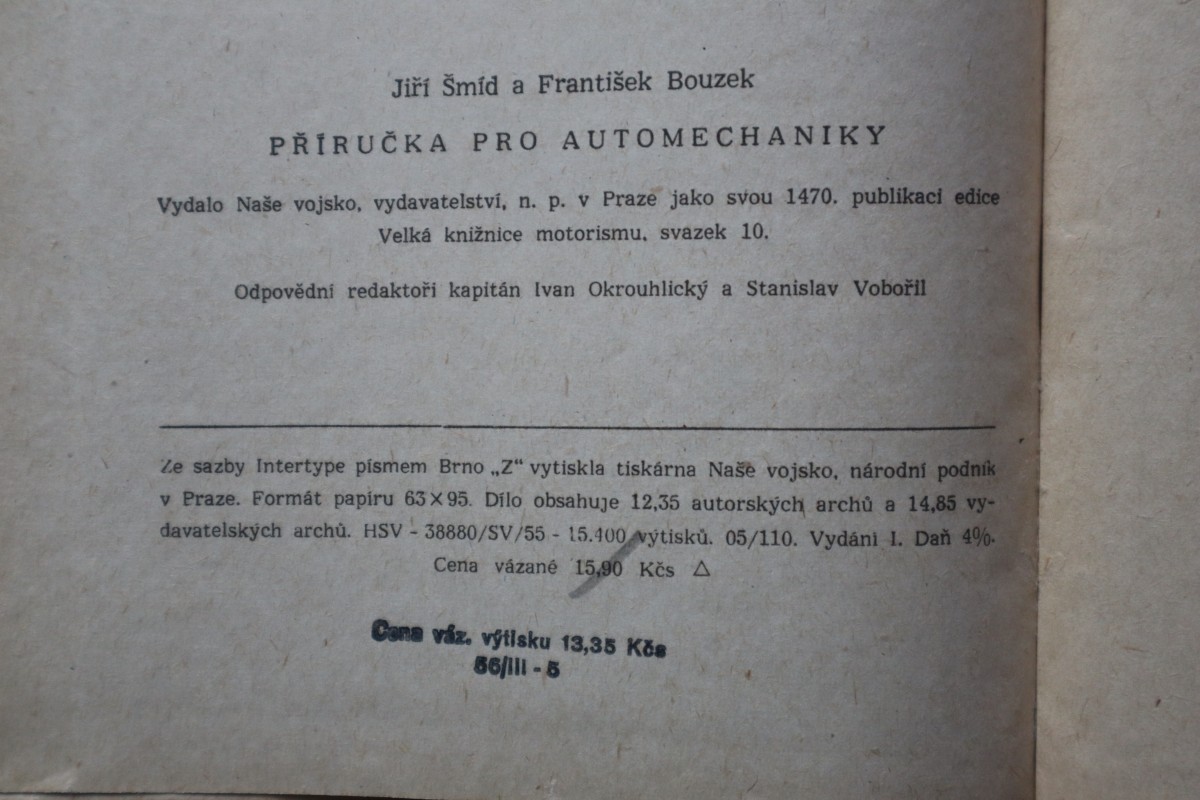 Jiří Šmíd a František Bouzek
PŘÍRUČKA PRO AUTOMECHANIKY
Vydalo Naše vojsko, vydavatelství, n. p. v Praze jako svou 1470. publikaci edice
Velká knižnice motorismu, svazek 10.
Odpovědní redaktoři kapitán Ivan Okrouhlický a Stanislav Vobořil
Ze sazby Intertype písmem Brno „Z“ vytiskla tiskárna Naše vojsko, národní podnik
v Praze. Formát papíru 63×95. Dílo obsahuje 12,35 autorských archů a 14,85 vy-
davatelských archů. HSV - 38880/SV/55 - 15.400 výtisků. 05/110. Vydání I. Daň 4%.
Cena vázané 15,90 Kčs △
Cena váz. výtisku 13,35 Kčs
56/III - 5